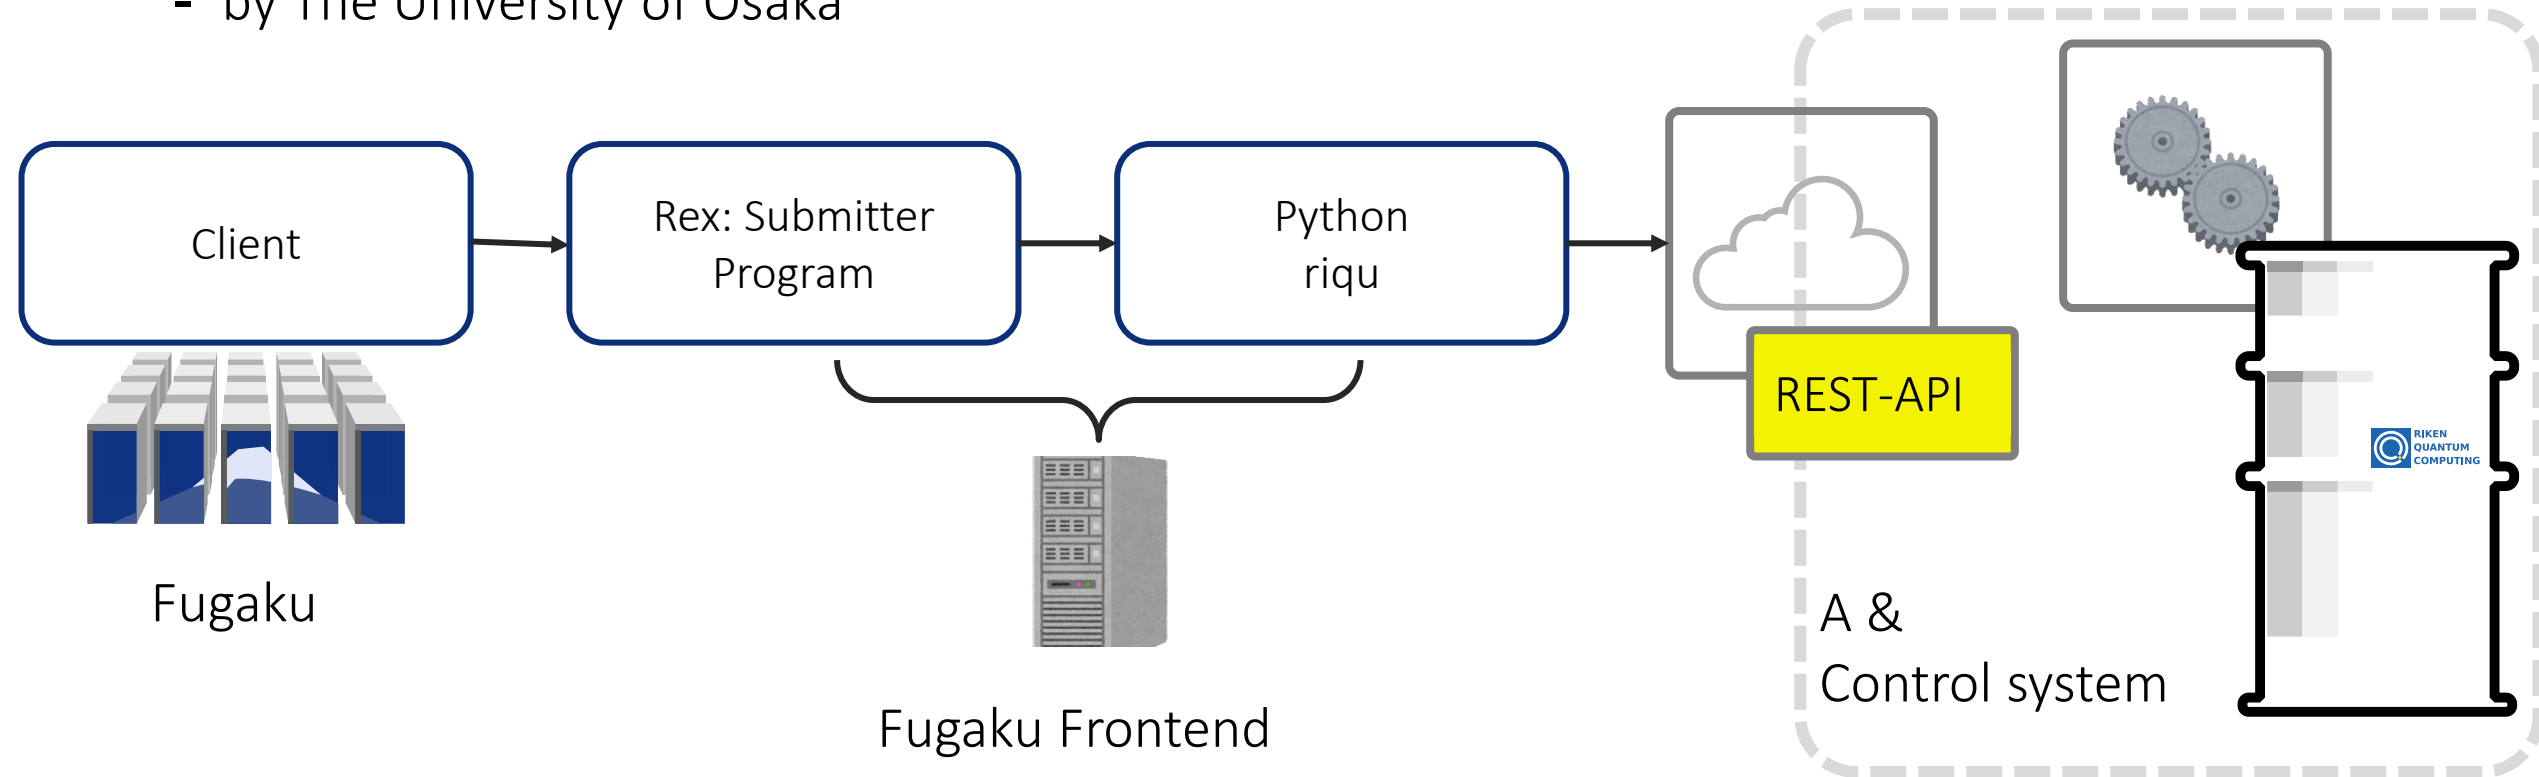 - by The University of Osaka
Client
Rex: Submitter
Program
Python
riqu
REST-API
RIKEN
QUANTUM
COMPUTING
Fugaku
A &
Control system
Fugaku Frontend